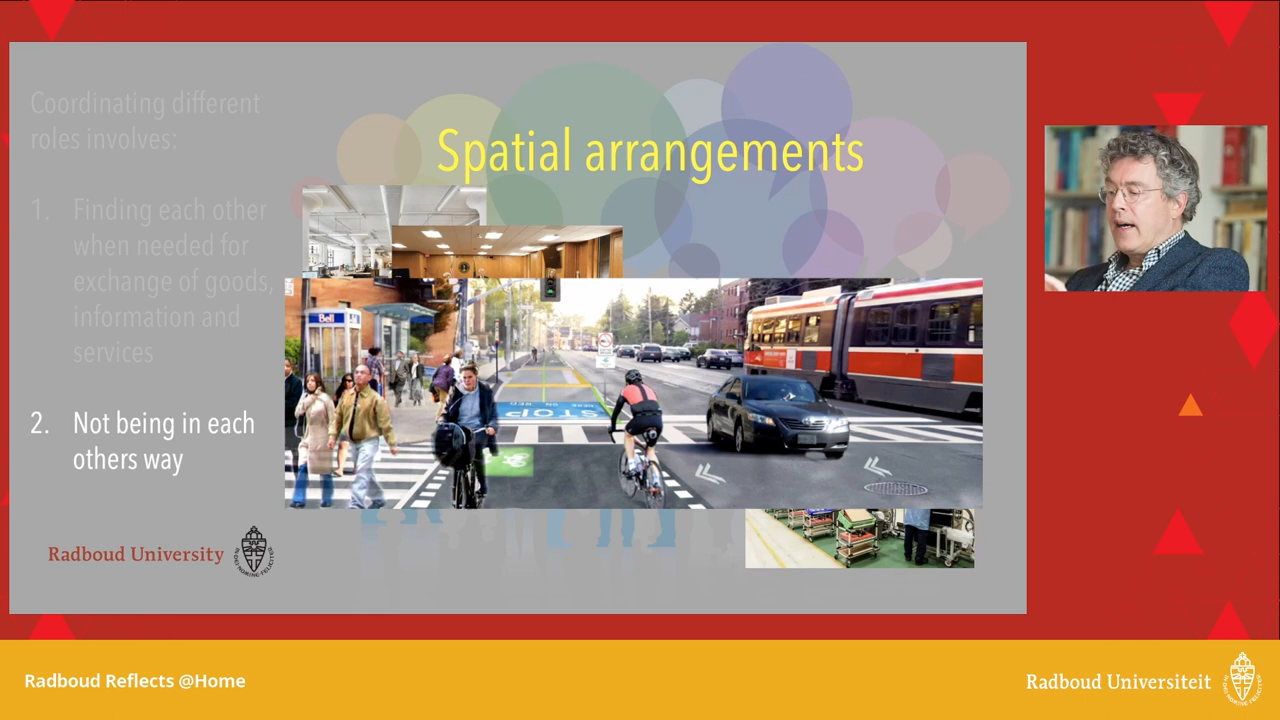 Coordinating different
roles involves:
Spatial arrangements
1. Finding each other
when needed for
exchange of goods,
information and
services
Bell
STOP
2. Not being in each
others way
Radboud University
Radboud Reflects @Home
Radboud Universiteit